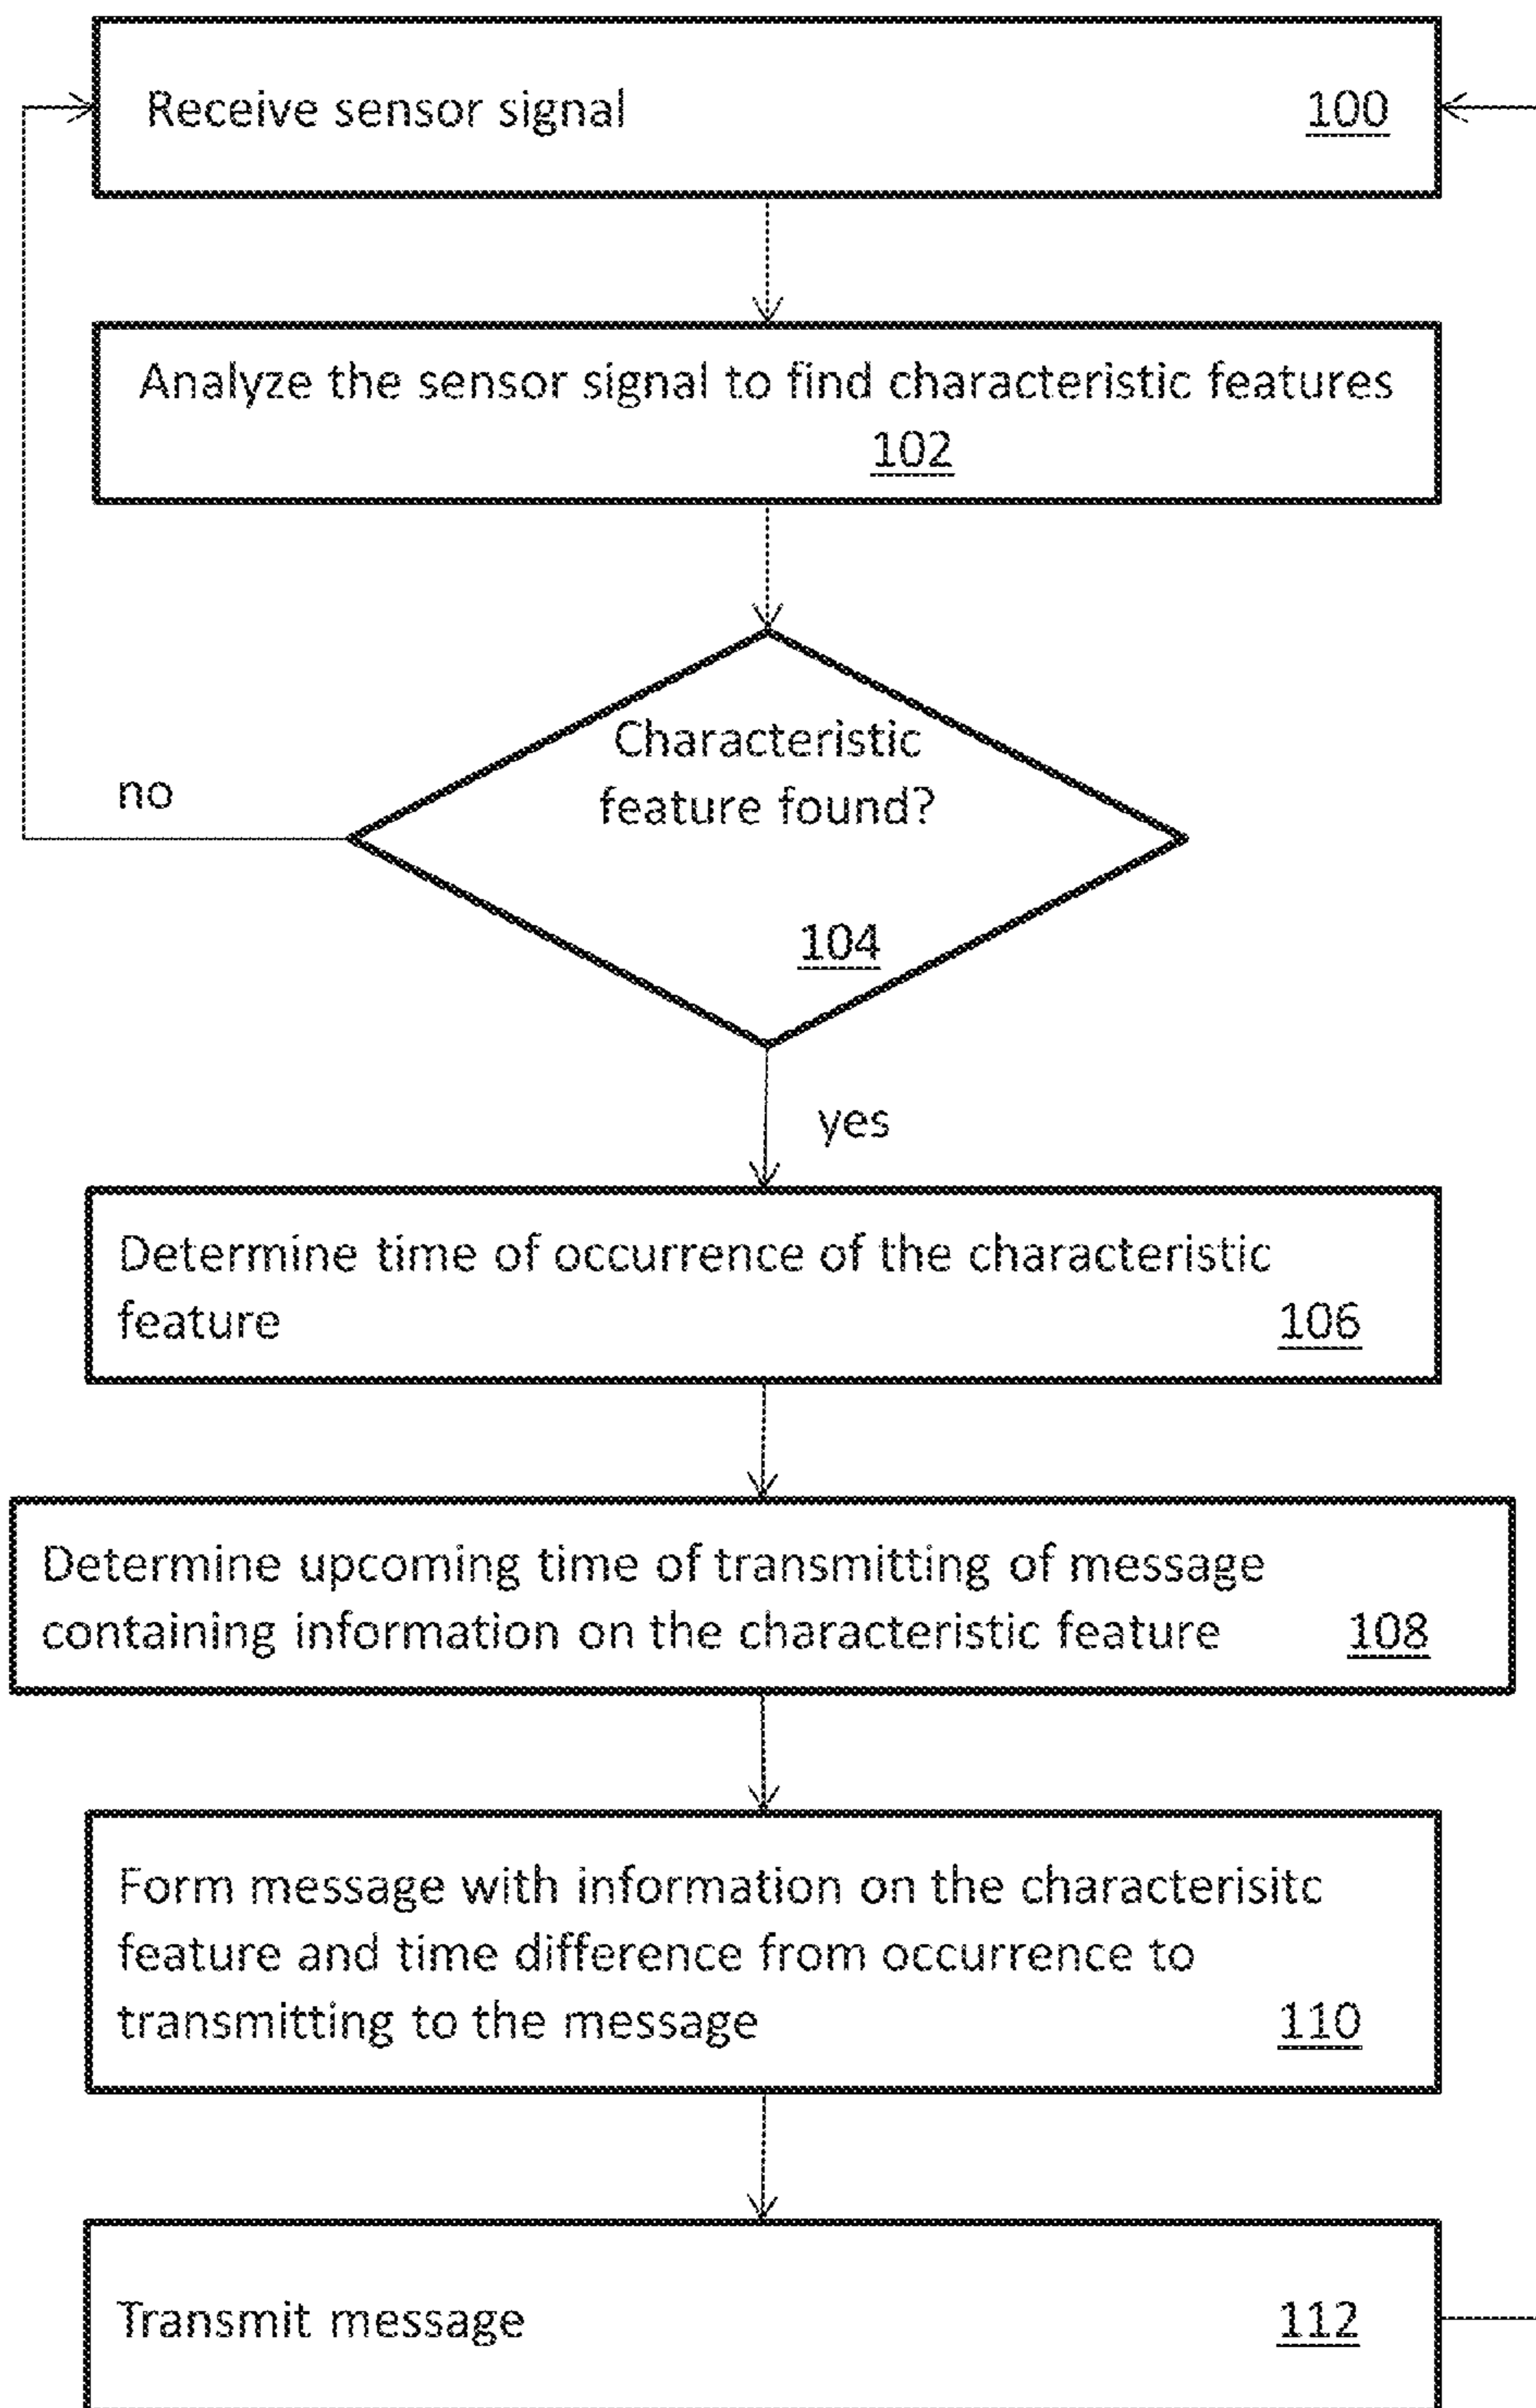 Receive sensor signal 100
Analyze the sensor signal to find characteristic features
102
Characteristic
feature found?
no
104
yes
Determine time of occurrence of the characteristic
feature 106
Determine upcoming time of transmitting of message
containing information on the characteristic feature 108
Form message with information on the characterisitc
feature and time difference from occurrence to
transmitting to the message 110
Transmit message 112